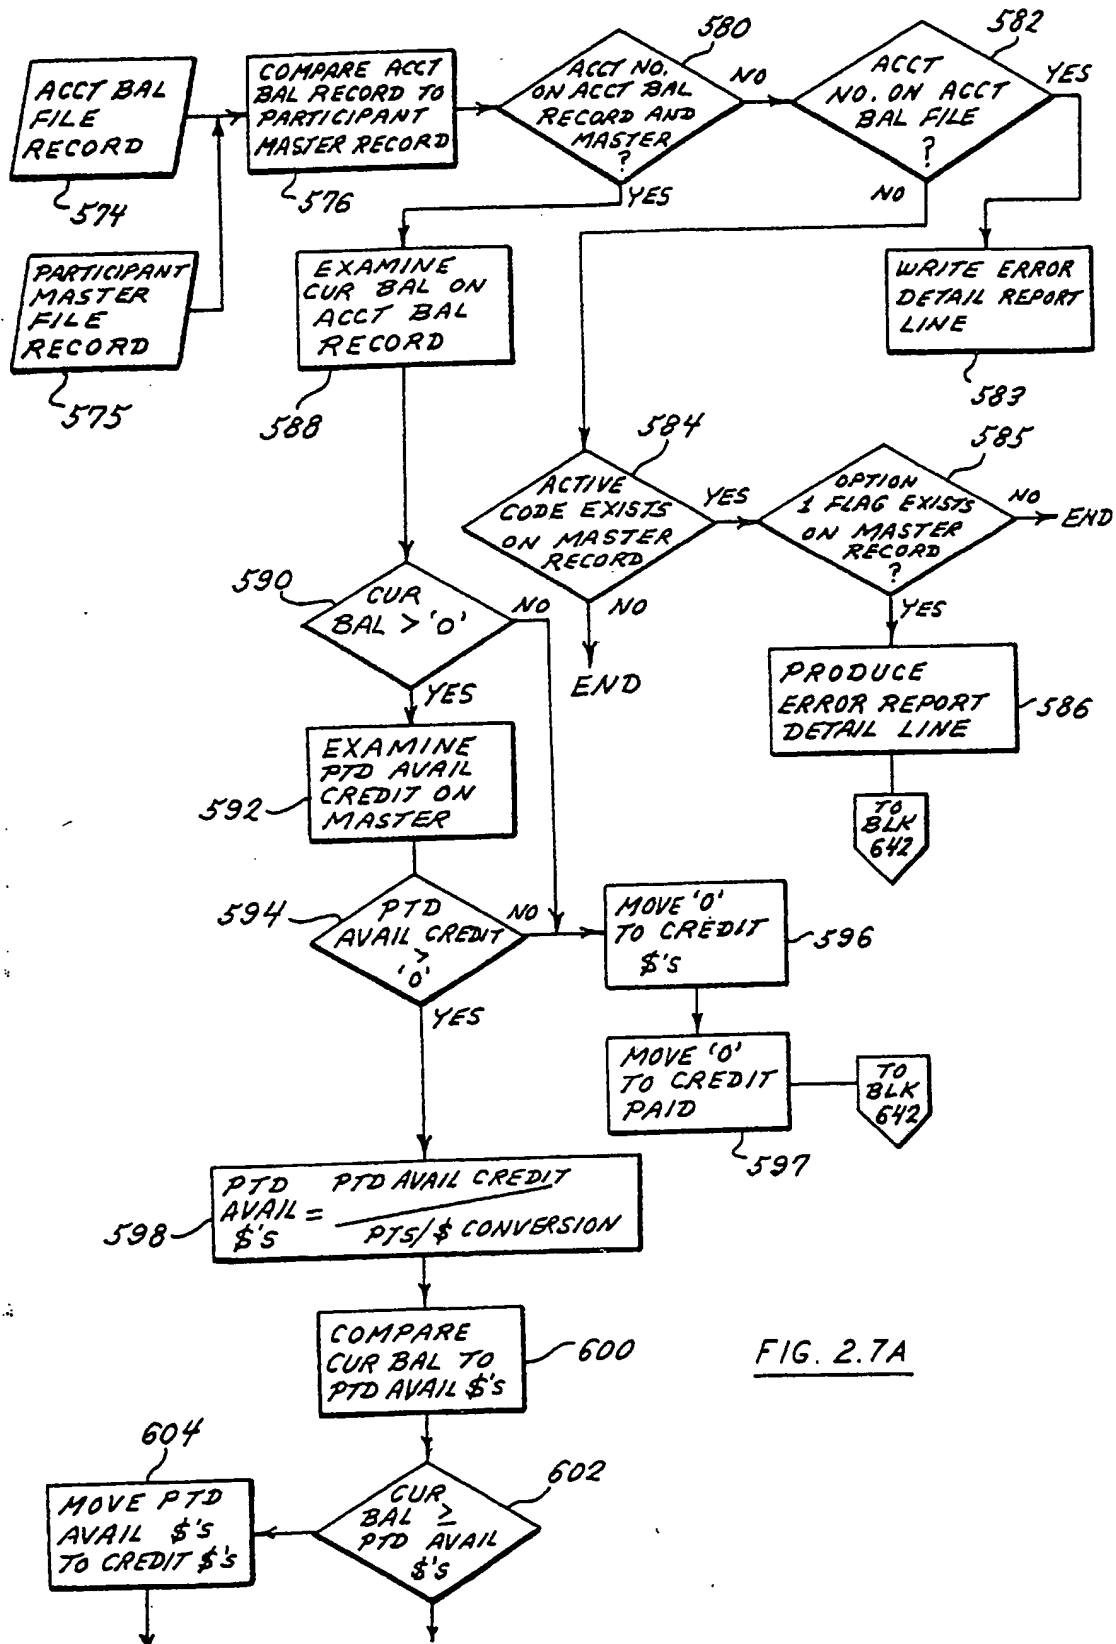 ACCT BAL
FILE
RECORD
574
PARTICIPANT
MASTER
FILE
RECORD
575
COMPARE ACCT
BAL RECORD TO
PARTICIPANT
MASTER RECORD
576
580
ACCT NO.
ON ACCT BAL
RECORD AND
MASTER
?
NO
YES
582
ACCT
NO. ON ACCT
BAL FILE
?
YES
NO
WRITE ERROR
DETAIL REPORT
LINE
583
EXAMINE
CUR BAL ON
ACCT BAL
RECORD
588
584
ACTIVE
CODE EXISTS
ON MASTER
RECORD
YES
NO
END
585
OPTION
1 FLAG EXISTS
ON MASTER
RECORD
?
NO
END
YES
PRODUCE
ERROR REPORT
DETAIL LINE
586
TO
BLK
642
590
CUR
BAL > '0'
NO
YES
EXAMINE
PTD AVAIL
CREDIT ON
MASTER
592
594
PTD
AVAIL CREDIT
>
'0'
NO
YES
MOVE '0'
TO CREDIT
$'s
596
MOVE '0'
TO CREDIT
PAID
597
TO
BLK
642
PTD AVAIL $'s = PTD AVAIL CREDIT
PTS/$ CONVERSION
598
COMPARE
CUR BAL TO
PTD AVAIL $'s
600
FIG. 2.7A
602
CUR
BAL ≥
PTD AVAIL
$'s
604
MOVE PTD
AVAIL $'s
TO CREDIT $'s